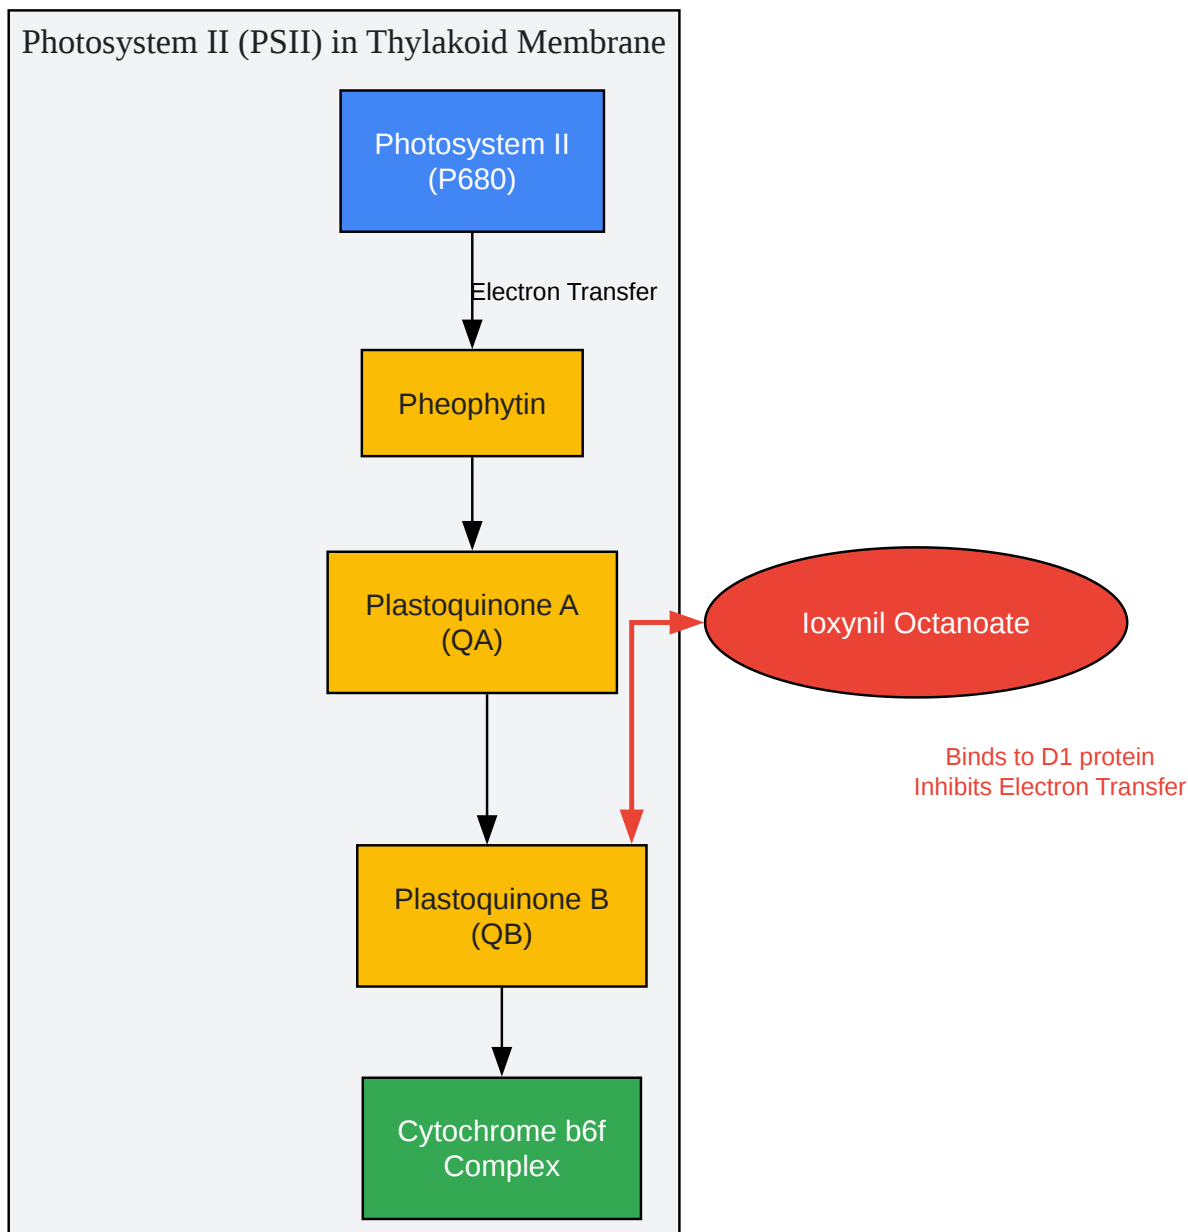 Photosystem II (PSII) in Thylakoid Membrane
Photosystem II
(P680)
Electron Transfer
Pheophytin
Plastoquinone A
(QA)
Ioxynil Octanoate
Binds to D1 protein
Inhibits Electron Transfer
Plastoquinone B
(QB)
Cytochrome b6f
Complex